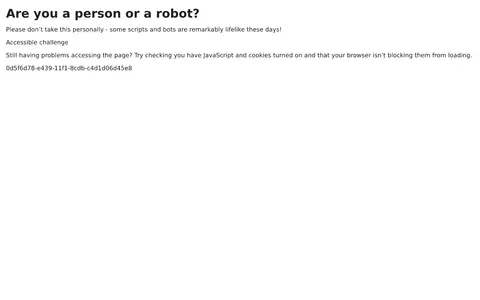 Are you a person or a robot?
Please don't take this personally - some scripts and bots are remarkably lifelike these days!
Accessible challenge
Still having problems accessing the page? Try checking you have JavaScript and cookies turned on and that your browser isn't blocking them from loading.
0d5f6d78-e439-11f1-8cdb-c4d1d06d45e8